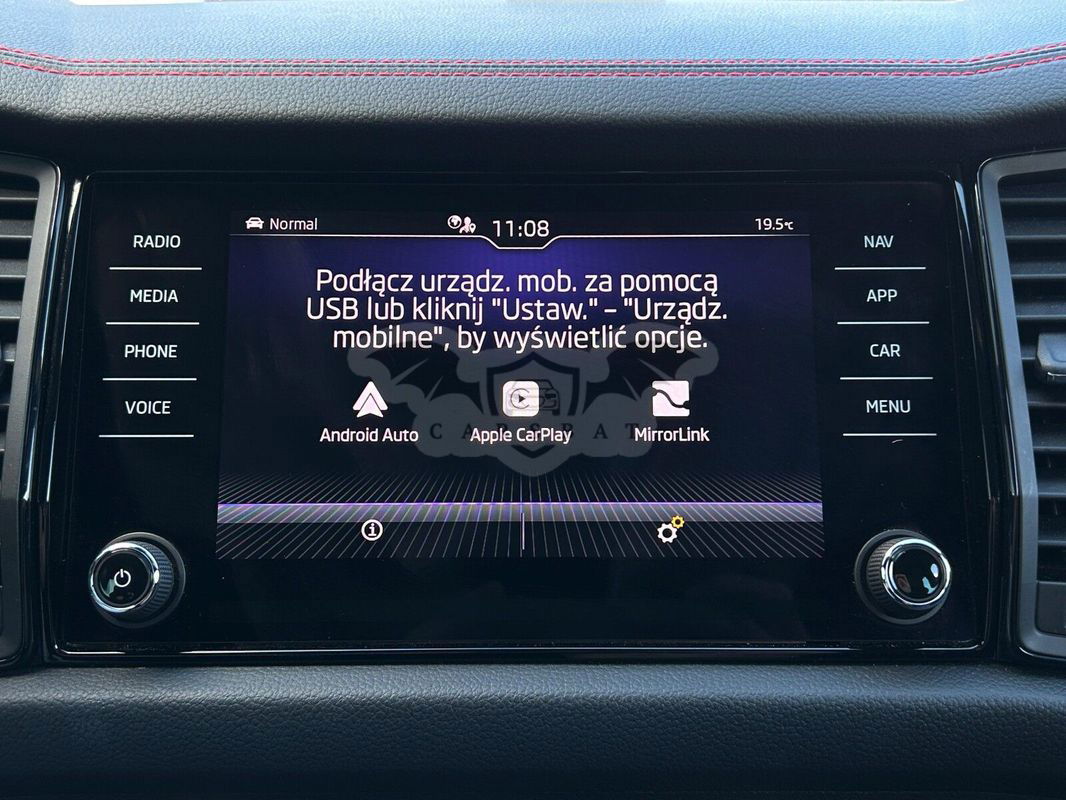 Normal
11:08
19.5°C
RADIO
MEDIA
PHONE
VOICE
Podłącz urządz. mob. za pomocą
USB lub kliknij "Ustaw." - "Urządz.
mobilne", by wyświetlić opcje.
Android Auto
Apple CarPlay
MirrorLink
CARSBAT
NAV
APP
CAR
MENU